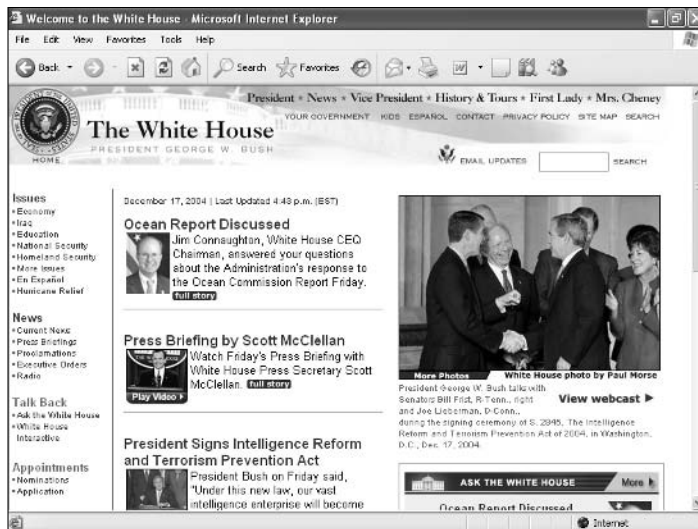 Welcome to the White House - Microsoft Internet Explorer
File Edit View Favorites Tools Help
Back Search Favorites
President * News * Vice President * History & Tours * First Lady * Mrs. Cheney
YOUR GOVERNMENT KIDS ESPAÑOL CONTACT PRIVACY POLICY SITE MAP SEARCH
The White House
PRESIDENT GEORGE W. BUSH
HOME
EMAIL UPDATES SEARCH
Issues
• Economy
• Iraq
• Education
• National Security
• Homeland Security
• More Issues
• En Español
• Hurricane Relief
News
• Current News
• Press Briefings
• Proclamations
• Executive Orders
• Radio
Talk Back
• Ask the White House
• White House
Interactive
Appointments
• Nominations
• Application
December 17, 2004 | Last Updated 4:43 p.m. (EST)
Ocean Report Discussed
Jim Connaughton, White House CEQ
Chairman, answered your questions
about the Administration's response to
the Ocean Commission Report Friday.
full story
Press Briefing by Scott McClellan
Watch Friday's Press Briefing with
White House Press Secretary Scott
McClellan. full story
Play Video
President Signs Intelligence Reform
and Terrorism Prevention Act
President Bush on Friday said,
"Under this new law, our vast
intelligence enterprise will become
More Photos White House photo by Paul Morse
President George W. Bush talks with
Senators Bill Frist, R-Tenn., right
and Joe Lieberman, D-Conn.,
during the signing ceremony of S. 2845, The Intelligence
Reform and Terrorism Prevention Act of 2004, in Washington,
D.C., Dec. 17, 2004.
View webcast
ASK THE WHITE HOUSE More
Ocean Report Discussed
Internet